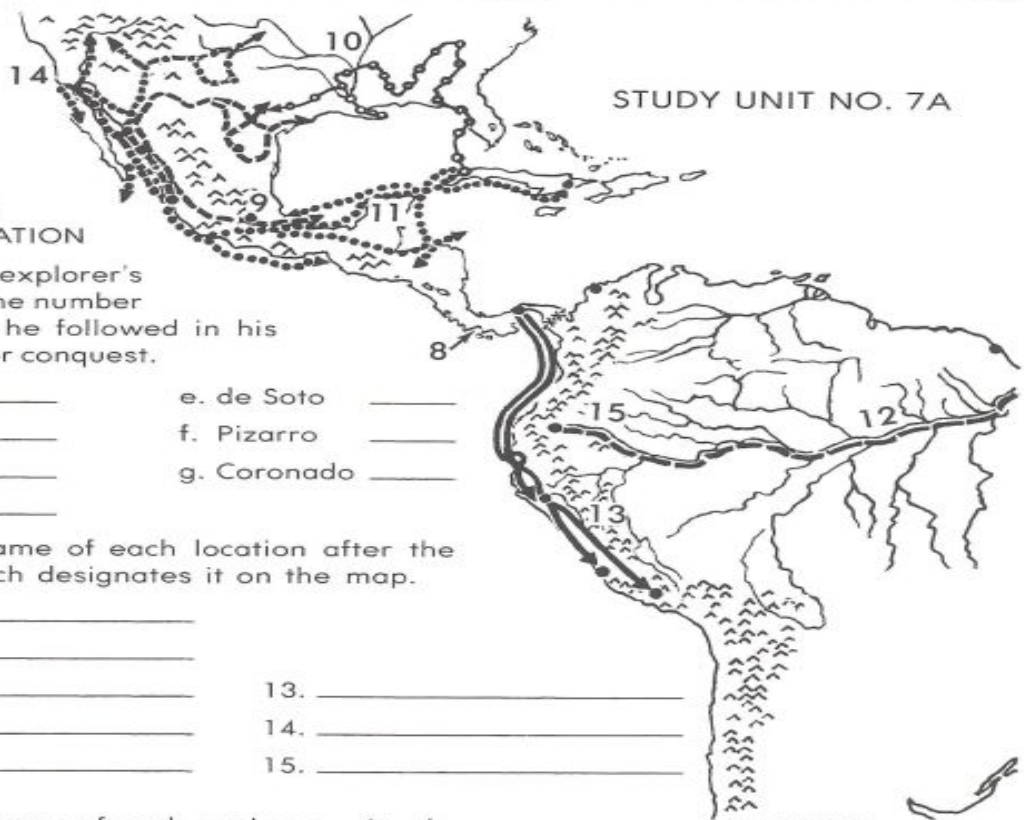 10
14
STUDY UNIT NO. 7A
9
11
ATION
explorer's
ne number
he followed in his
r conquest.
8
e. de Soto
f. Pizarro
g. Coronado
15
12
13
ame of each location after the
ch designates it on the map.
13.
14.
15.